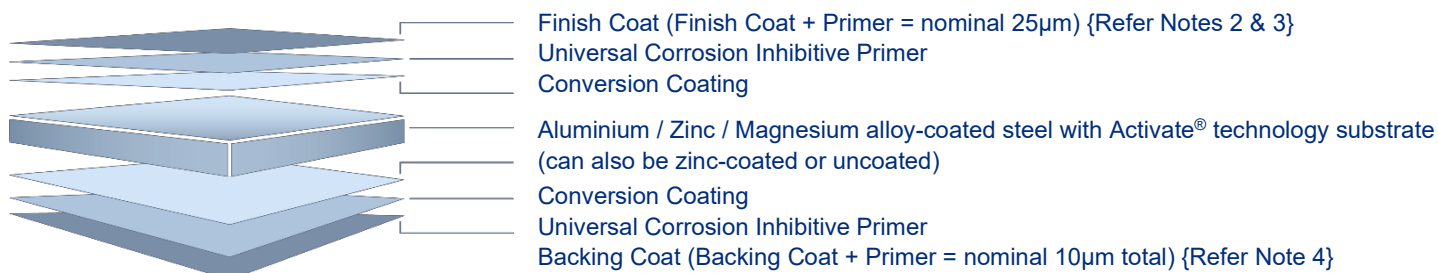 Finish Coat (Finish Coat + Primer = nominal 25µm) {Refer Notes 2 & 3}
Universal Corrosion Inhibitive Primer
Conversion Coating
Aluminium / Zinc / Magnesium alloy-coated steel with Activate® technology substrate
(can also be zinc-coated or uncoated)
Conversion Coating
Universal Corrosion Inhibitive Primer
Backing Coat (Backing Coat + Primer = nominal 10µm total) {Refer Note 4}